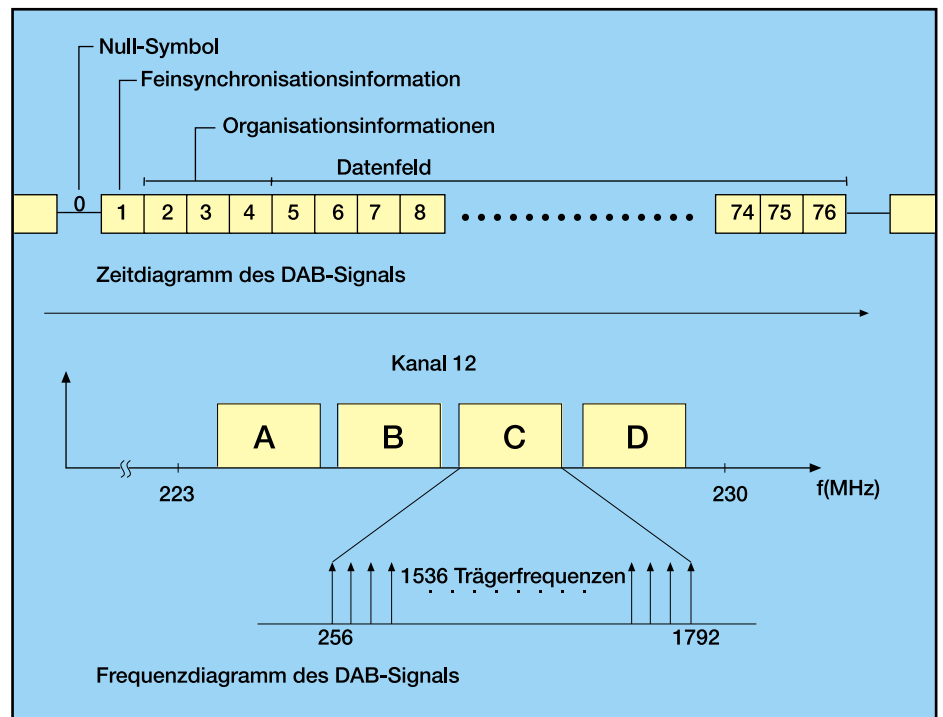 Null-Symbol
Feinsynchronisationsinformation
Organisationsinformationen
Datenfeld
0 1 2 3 4 5 6 7 8 74 75 76
Zeitdiagramm des DAB-Signals
Kanal 12
A B C D
223 230 f(MHz)
1536 Trägerfrequenzen
256 1792
Frequenzdiagramm des DAB-Signals